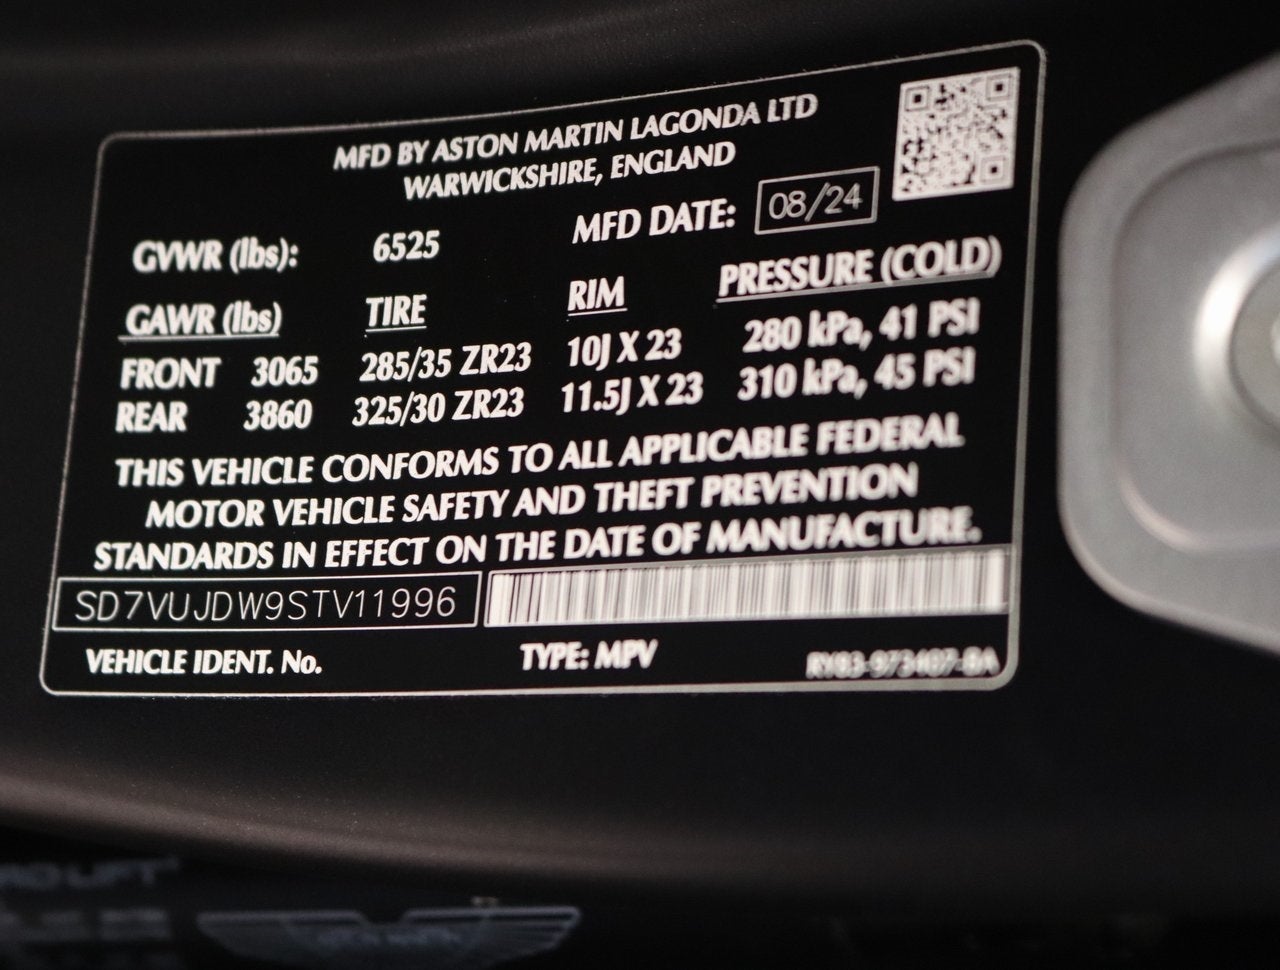 MFD BY ASTON MARTIN LAGONDA LTD
WARWICKSHIRE, ENGLAND
GVWR (lbs): 6525 MFD DATE: 08/24
GAWR (lbs) TIRE RIM PRESSURE (COLD)
FRONT 3065 285/35 ZR23 10J X 23 280 kPa, 41 PSI
REAR 3860 325/30 ZR23 11.5J X 23 310 kPa, 45 PSI
THIS VEHICLE CONFORMS TO ALL APPLICABLE FEDERAL
MOTOR VEHICLE SAFETY AND THEFT PREVENTION
STANDARDS IN EFFECT ON THE DATE OF MANUFACTURE.
SD7VUJDW9STV11996
VEHICLE IDENT. No. TYPE: MPV
LIFT